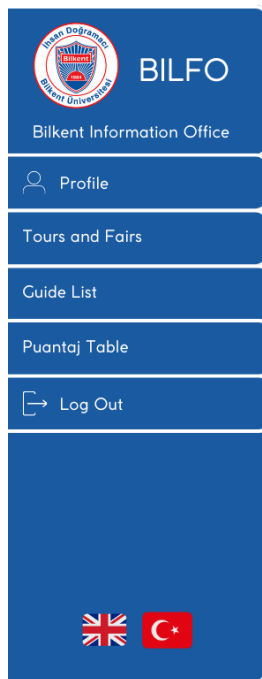 İhsan Doğramacı
Bilkent
1984
Bilkent Üniversitesi
BILFO
Bilkent Information Office
Profile
Tours and Fairs
Guide List
Puantaj Table
Log Out